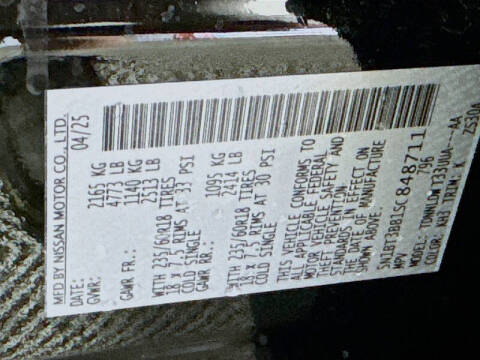 MFD BY NISSAN MOTOR CO., LTD.
DATE: 04/25
GVWR: 2165 KG
4773 LB
GAWR FR.: 1140 KG
2513 LB
WITH 235/60R18 TIRES
18 X 7.5 RIMS AT 33 PSI
COLD SINGLE
GAWR RR.: 1095 KG
2414 LB
WITH 235/60R18 TIRES
18 X 7.5 RIMS AT 30 PSI
COLD SINGLE
THIS VEHICLE CONFORMS TO
ALL APPLICABLE FEDERAL
MOTOR VEHICLE SAFETY AND
THEFT PREVENTION
STANDARDS IN EFFECT ON
THE DATE OF MANUFACTURE
SHOWN ABOVE.
5N1BT3BB1SC848711
MPV 796
MODEL: AA
COLOR: TRIM: K ZS30A